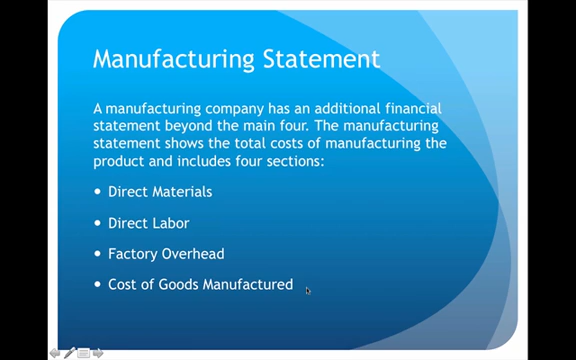 Manufacturing Statement
A manufacturing company has an additional financial
statement beyond the main four. The manufacturing
statement shows the total costs of manufacturing the
product and includes four sections:
• Direct Materials
• Direct Labor
• Factory Overhead
• Cost of Goods Manufactured